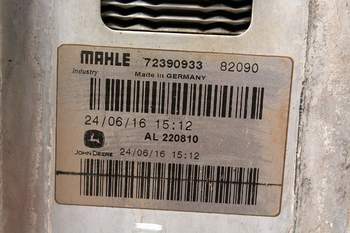 MAHLE 72390933 82090
Industry Made in GERMANY
24/06/16 15:12
AL 220810
JOHN DEERE 24/06/16 15:12